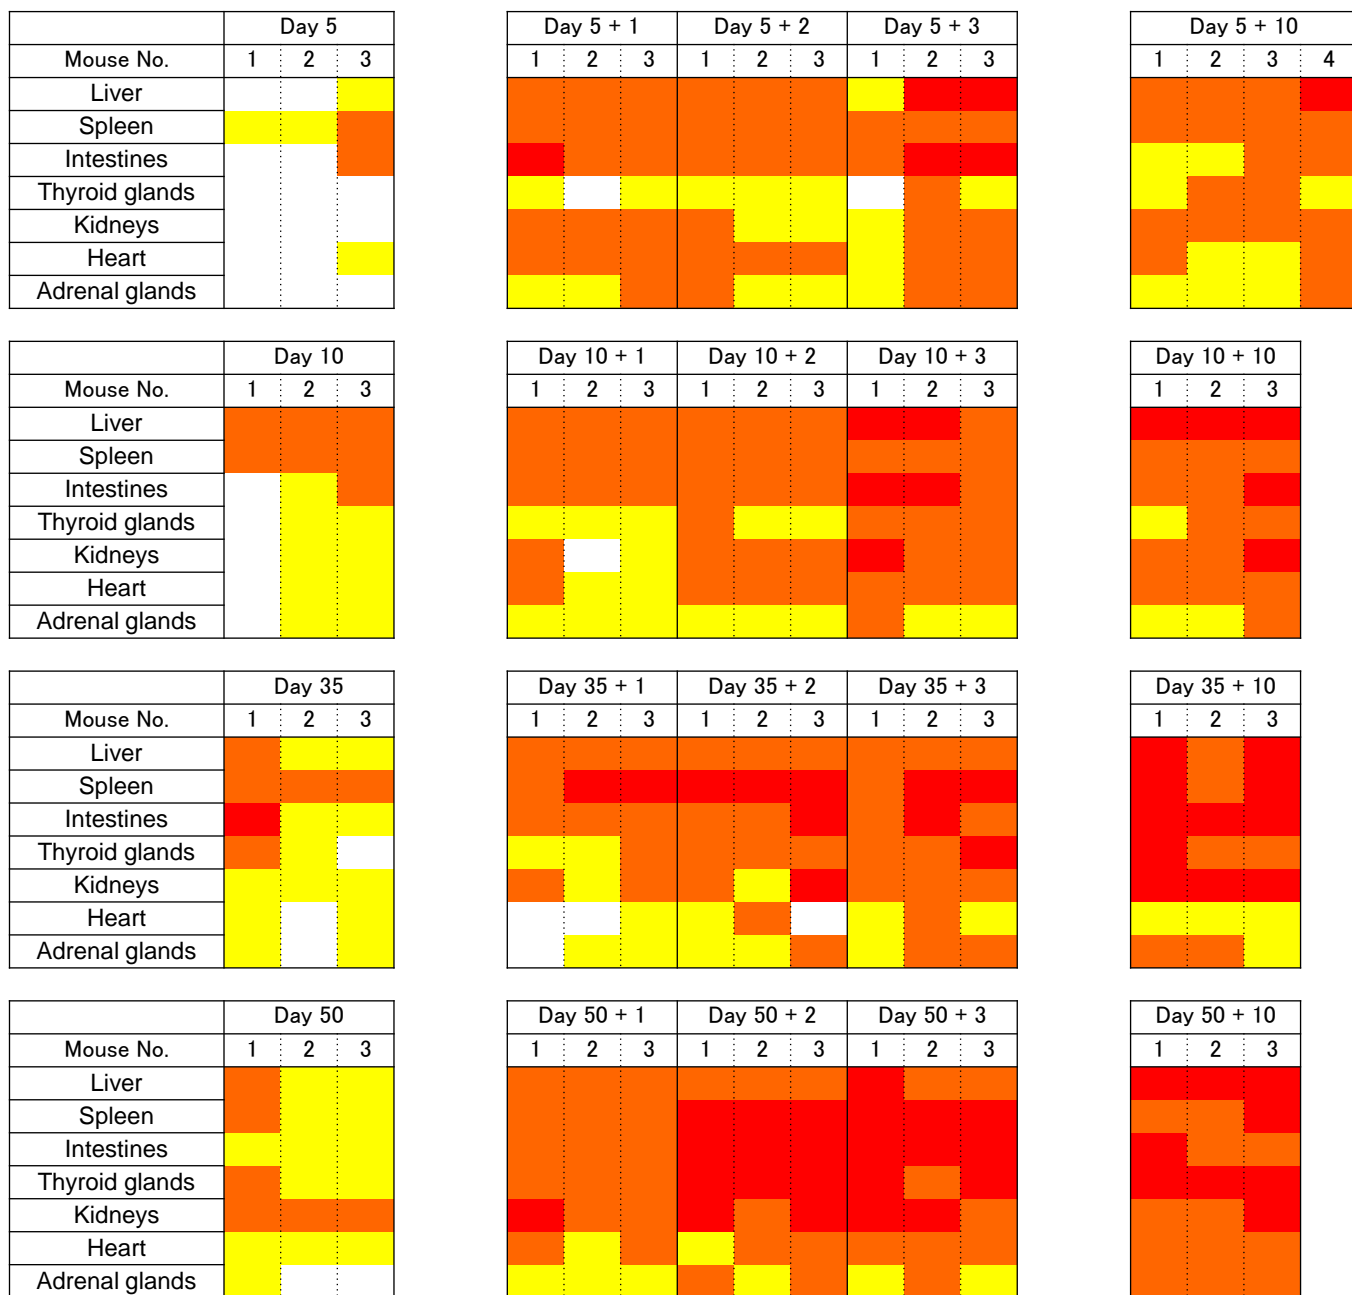 Day 5 Day 5 + 1 Day 5 + 2 Day 5 + 3 Day 5 + 10
Mouse No. 1 2 3 1 2 3 1 2 3 1 2 3 1 2 3 4
Liver
Spleen
Intestines
Thyroid glands
Kidneys
Heart
Adrenal glands
Day 10 Day 10 + 1 Day 10 + 2 Day 10 + 3 Day 10 + 10
Mouse No. 1 2 3 1 2 3 1 2 3 1 2 3 1 2 3
Liver
Spleen
Intestines
Thyroid glands
Kidneys
Heart
Adrenal glands
Day 35 Day 35 + 1 Day 35 + 2 Day 35 + 3 Day 35 + 10
Mouse No. 1 2 3 1 2 3 1 2 3 1 2 3 1 2 3
Liver
Spleen
Intestines
Thyroid glands
Kidneys
Heart
Adrenal glands
Day 50 Day 50 + 1 Day 50 + 2 Day 50 + 3 Day 50 + 10
Mouse No. 1 2 3 1 2 3 1 2 3 1 2 3 1 2 3
Liver
Spleen
Intestines
Thyroid glands
Kidneys
Heart
Adrenal glands